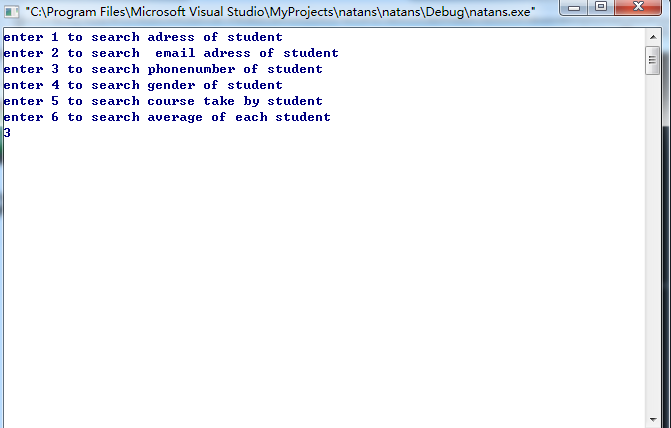 "C:\Program Files\Microsoft Visual Studio\MyProjects\natans\natans\Debug\natans.exe"
enter 1 to search adress of student
enter 2 to search  email adress of student
enter 3 to search phonenumber of student
enter 4 to search gender of student
enter 5 to search course take by student
enter 6 to search average of each student
3